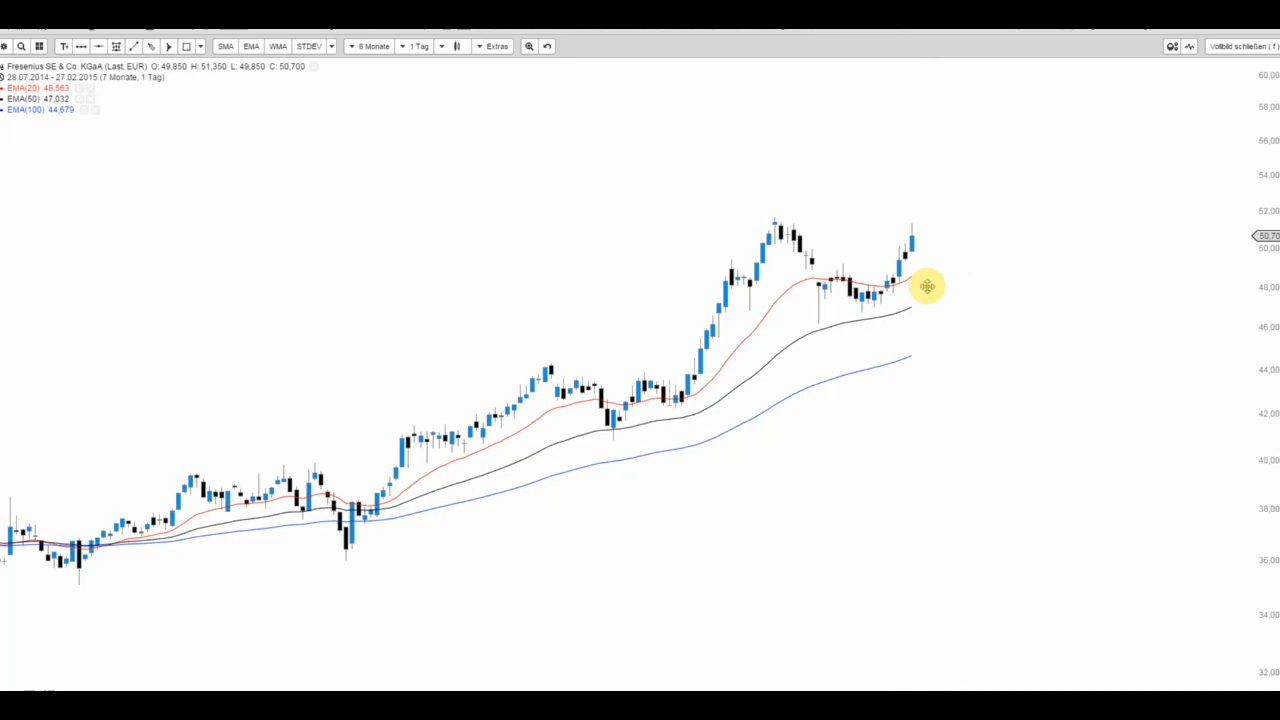 SMA EMA WMA STDEV 6 Monate 1 Tag Extras Vollbild schließen ( f )
Fresenius SE & Co. KGaA (Last, EUR) O: 49,850 H: 51,350 L: 49,850 C: 50,700
28.07.2014 - 27.02.2015 (7 Monate, 1 Tag)
EMA(20) 48,563
EMA(50) 47,032
EMA(100) 44,679
60,00
58,00
56,00
54,00
52,00
50,70
50,00
48,00
46,00
44,00
42,00
40,00
38,00
36,00
34,00
32,00